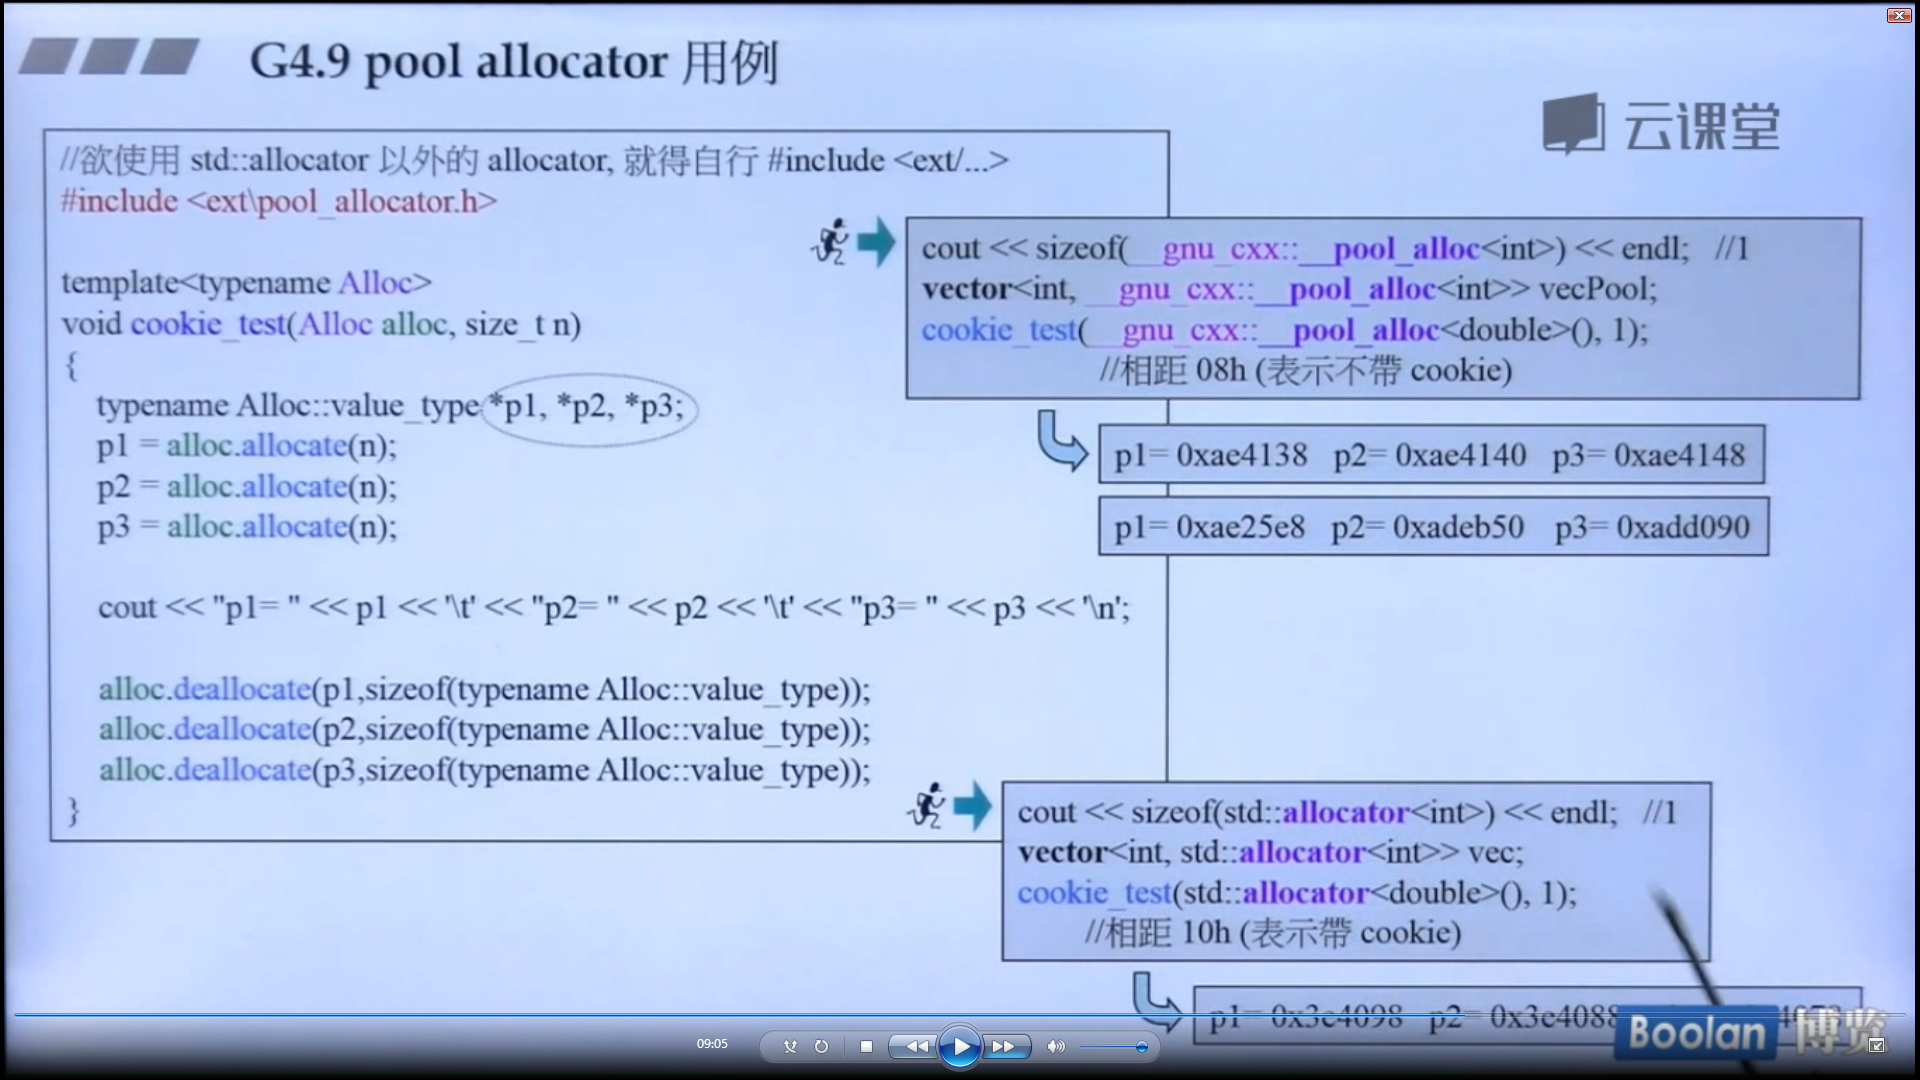 G4.9 pool allocator 用例
云课堂
//欲使用 std::allocator 以外的 allocator, 就得自行 #include <ext/...>
#include <ext\pool_allocator.h>
template<typename Alloc>
void cookie_test(Alloc alloc, size_t n)
{
typename Alloc::value_type *p1, *p2, *p3;
p1 = alloc.allocate(n);
p2 = alloc.allocate(n);
p3 = alloc.allocate(n);
cout << "p1= " << p1 << '\t' << "p2= " << p2 << '\t' << "p3= " << p3 << '\n';
alloc.deallocate(p1,sizeof(typename Alloc::value_type));
alloc.deallocate(p2,sizeof(typename Alloc::value_type));
alloc.deallocate(p3,sizeof(typename Alloc::value_type));
}
cout << sizeof(__gnu_cxx::__pool_alloc<int>) << endl; //1
vector<int, __gnu_cxx::__pool_alloc<int>> vecPool;
cookie_test(__gnu_cxx::__pool_alloc<double>(), 1);
//相距 08h (表示不帶 cookie)
p1= 0xae4138 p2= 0xae4140 p3= 0xae4148
p1= 0xae25e8 p2= 0xadeb50 p3= 0xadd090
cout << sizeof(std::allocator<int>) << endl; //1
vector<int, std::allocator<int>> vec;
cookie_test(std::allocator<double>(), 1);
//相距 10h (表示帶 cookie)
p1= 0x3e4098 p2= 0x3e4088
Boolan 博览
09:05